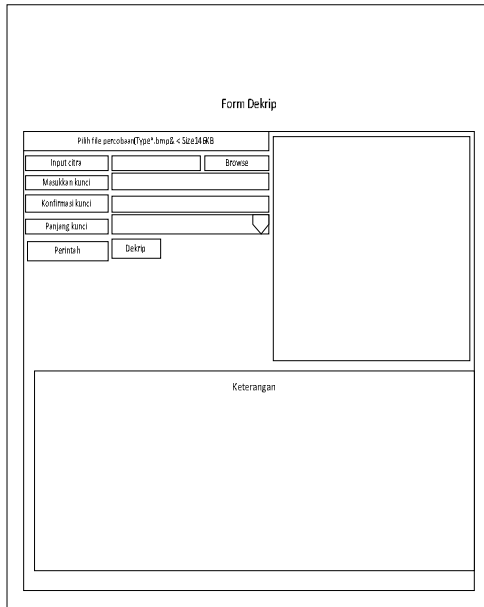 Form Dekrip
Pilih file percobaan(Type*.bmp& < Size146KB
Input citra
Browse
Masukkan kunci
Konfirmasi kunci
Panjang kunci
Perintah
Dekrip
Keterangan